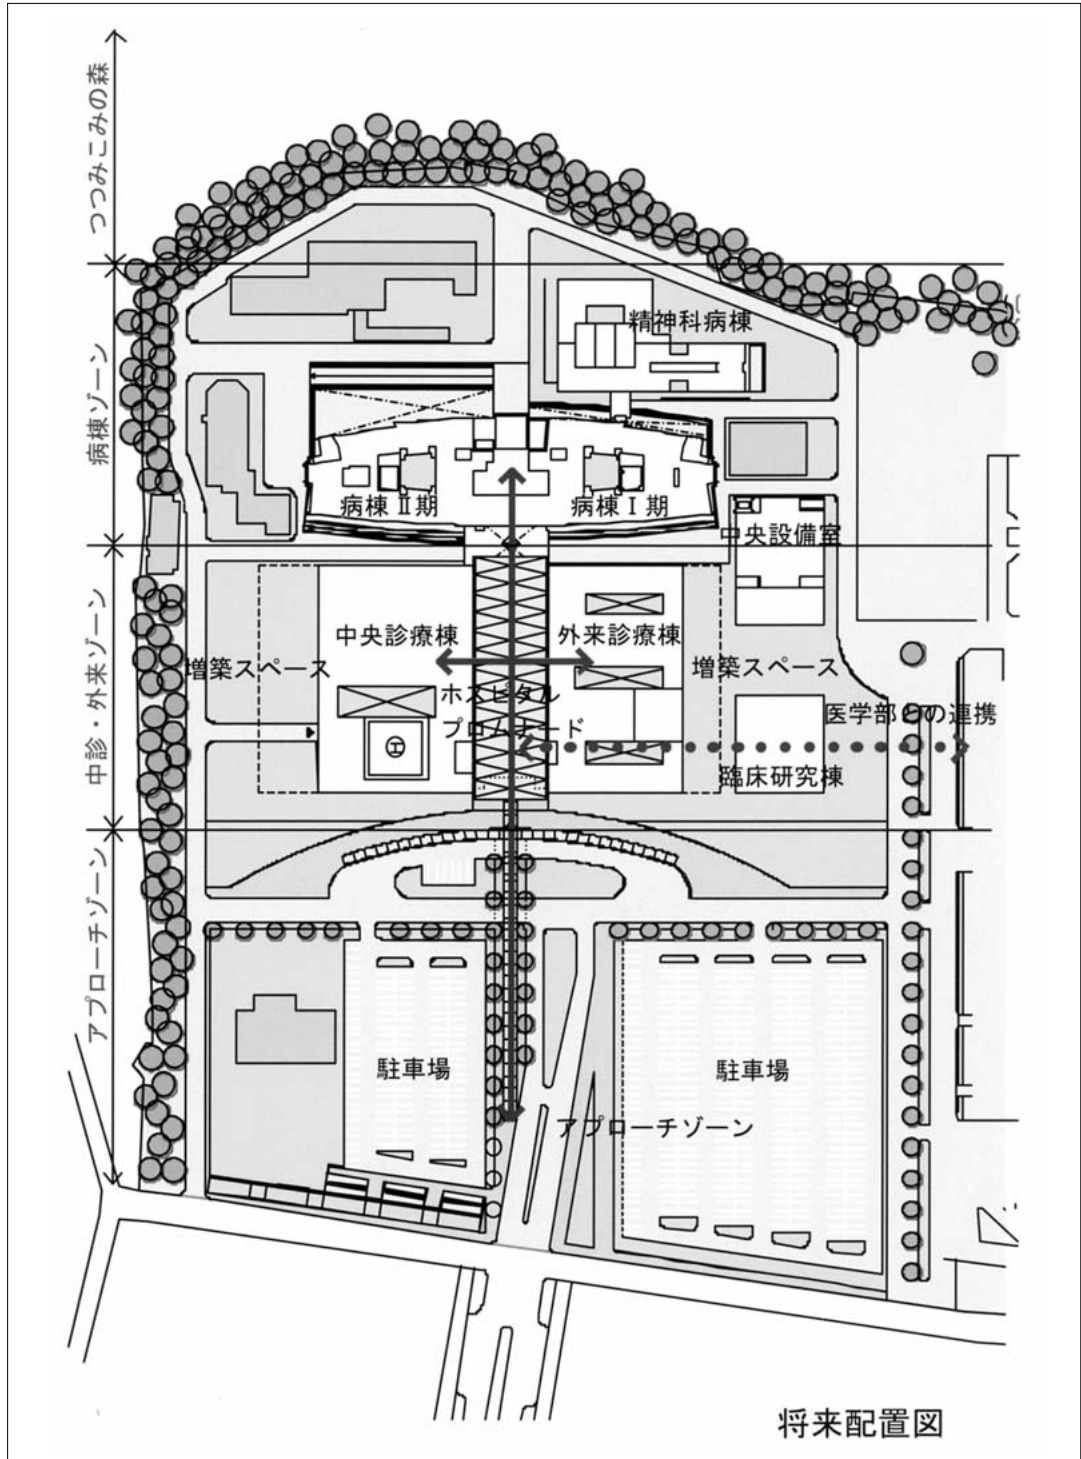 つつみこみの森
精神科病棟
病棟ゾーン
病棟Ⅱ期
病棟Ⅰ期
中央設備室
中診・外来ゾーン
中央診療棟
外来診療棟
増築スペース
増築スペース
ホスピタル
プロムナード
医学部との連携
H
臨床研究棟
アプローチゾーン
駐車場
駐車場
アプローチゾーン
将来配置図